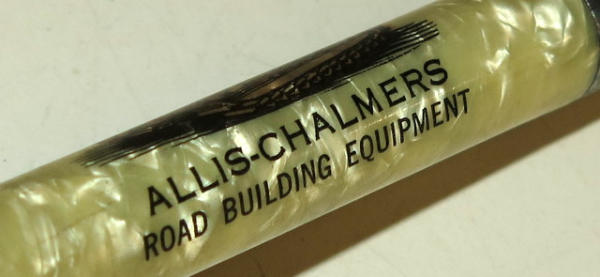 ALLIS-CHALMERS
ROAD BUILDING EQUIPMENT